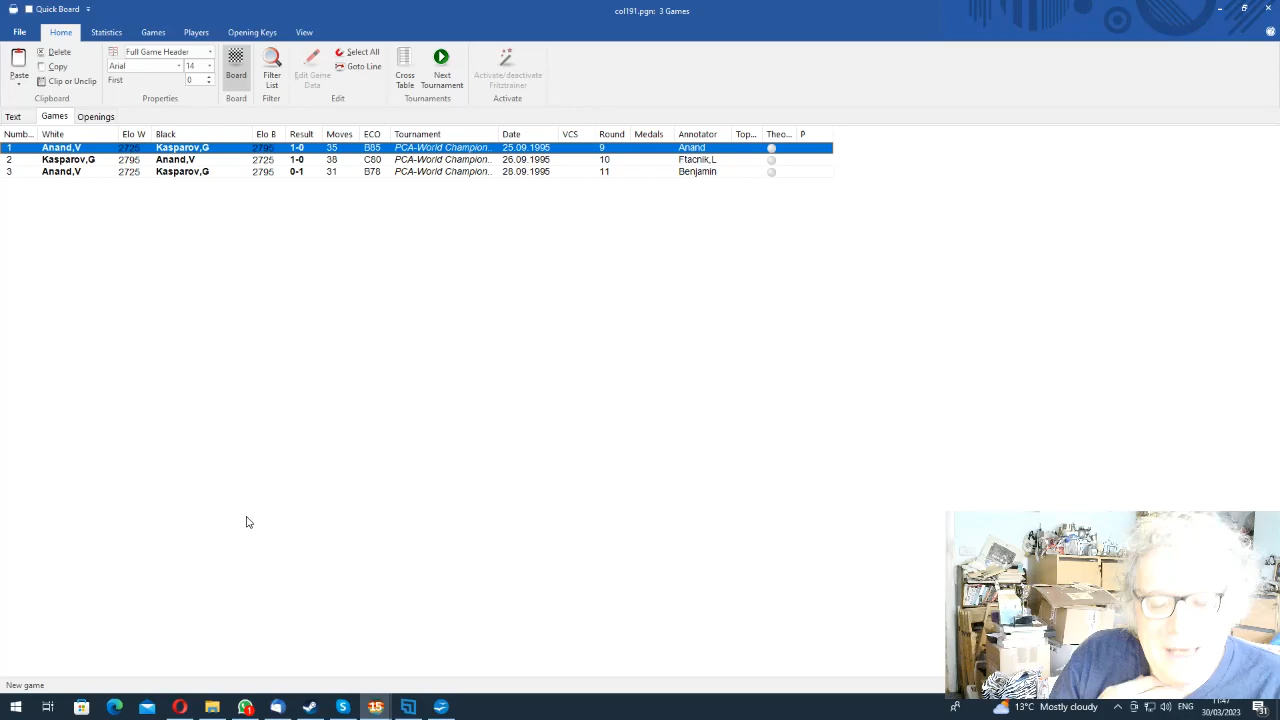 Quick Board
col191.pgn: 3 Games
File Home Statistics Games Players Opening Keys View
Paste
Delete
Copy
Clip or Unclip
Clipboard
Full Game Header
Arial 14
First 0
Properties
Board
Board
Filter List
Filter
Edit Game Data
Select All
Goto Line
Edit
Cross Table
Next Tournament
Tournaments
Activate/deactivate Fritztrainer
Activate
Text Games Openings
Numb... White Elo W Black Elo B Result Moves ECO Tournament Date VCS Round Medals Annotator Top... Theo... P
1 Anand,V 2725 Kasparov,G 2795 1-0 35 B85 PCA-World Champion.. 25.09.1995 9 Anand
2 Kasparov,G 2795 Anand,V 2725 1-0 38 C80 PCA-World Champion.. 26.09.1995 10 Ftacnik,L
3 Anand,V 2725 Kasparov,G 2795 0-1 31 B78 PCA-World Champion.. 28.09.1995 11 Benjamin
New game
13°C Mostly cloudy ENG 11:47
30/03/2023